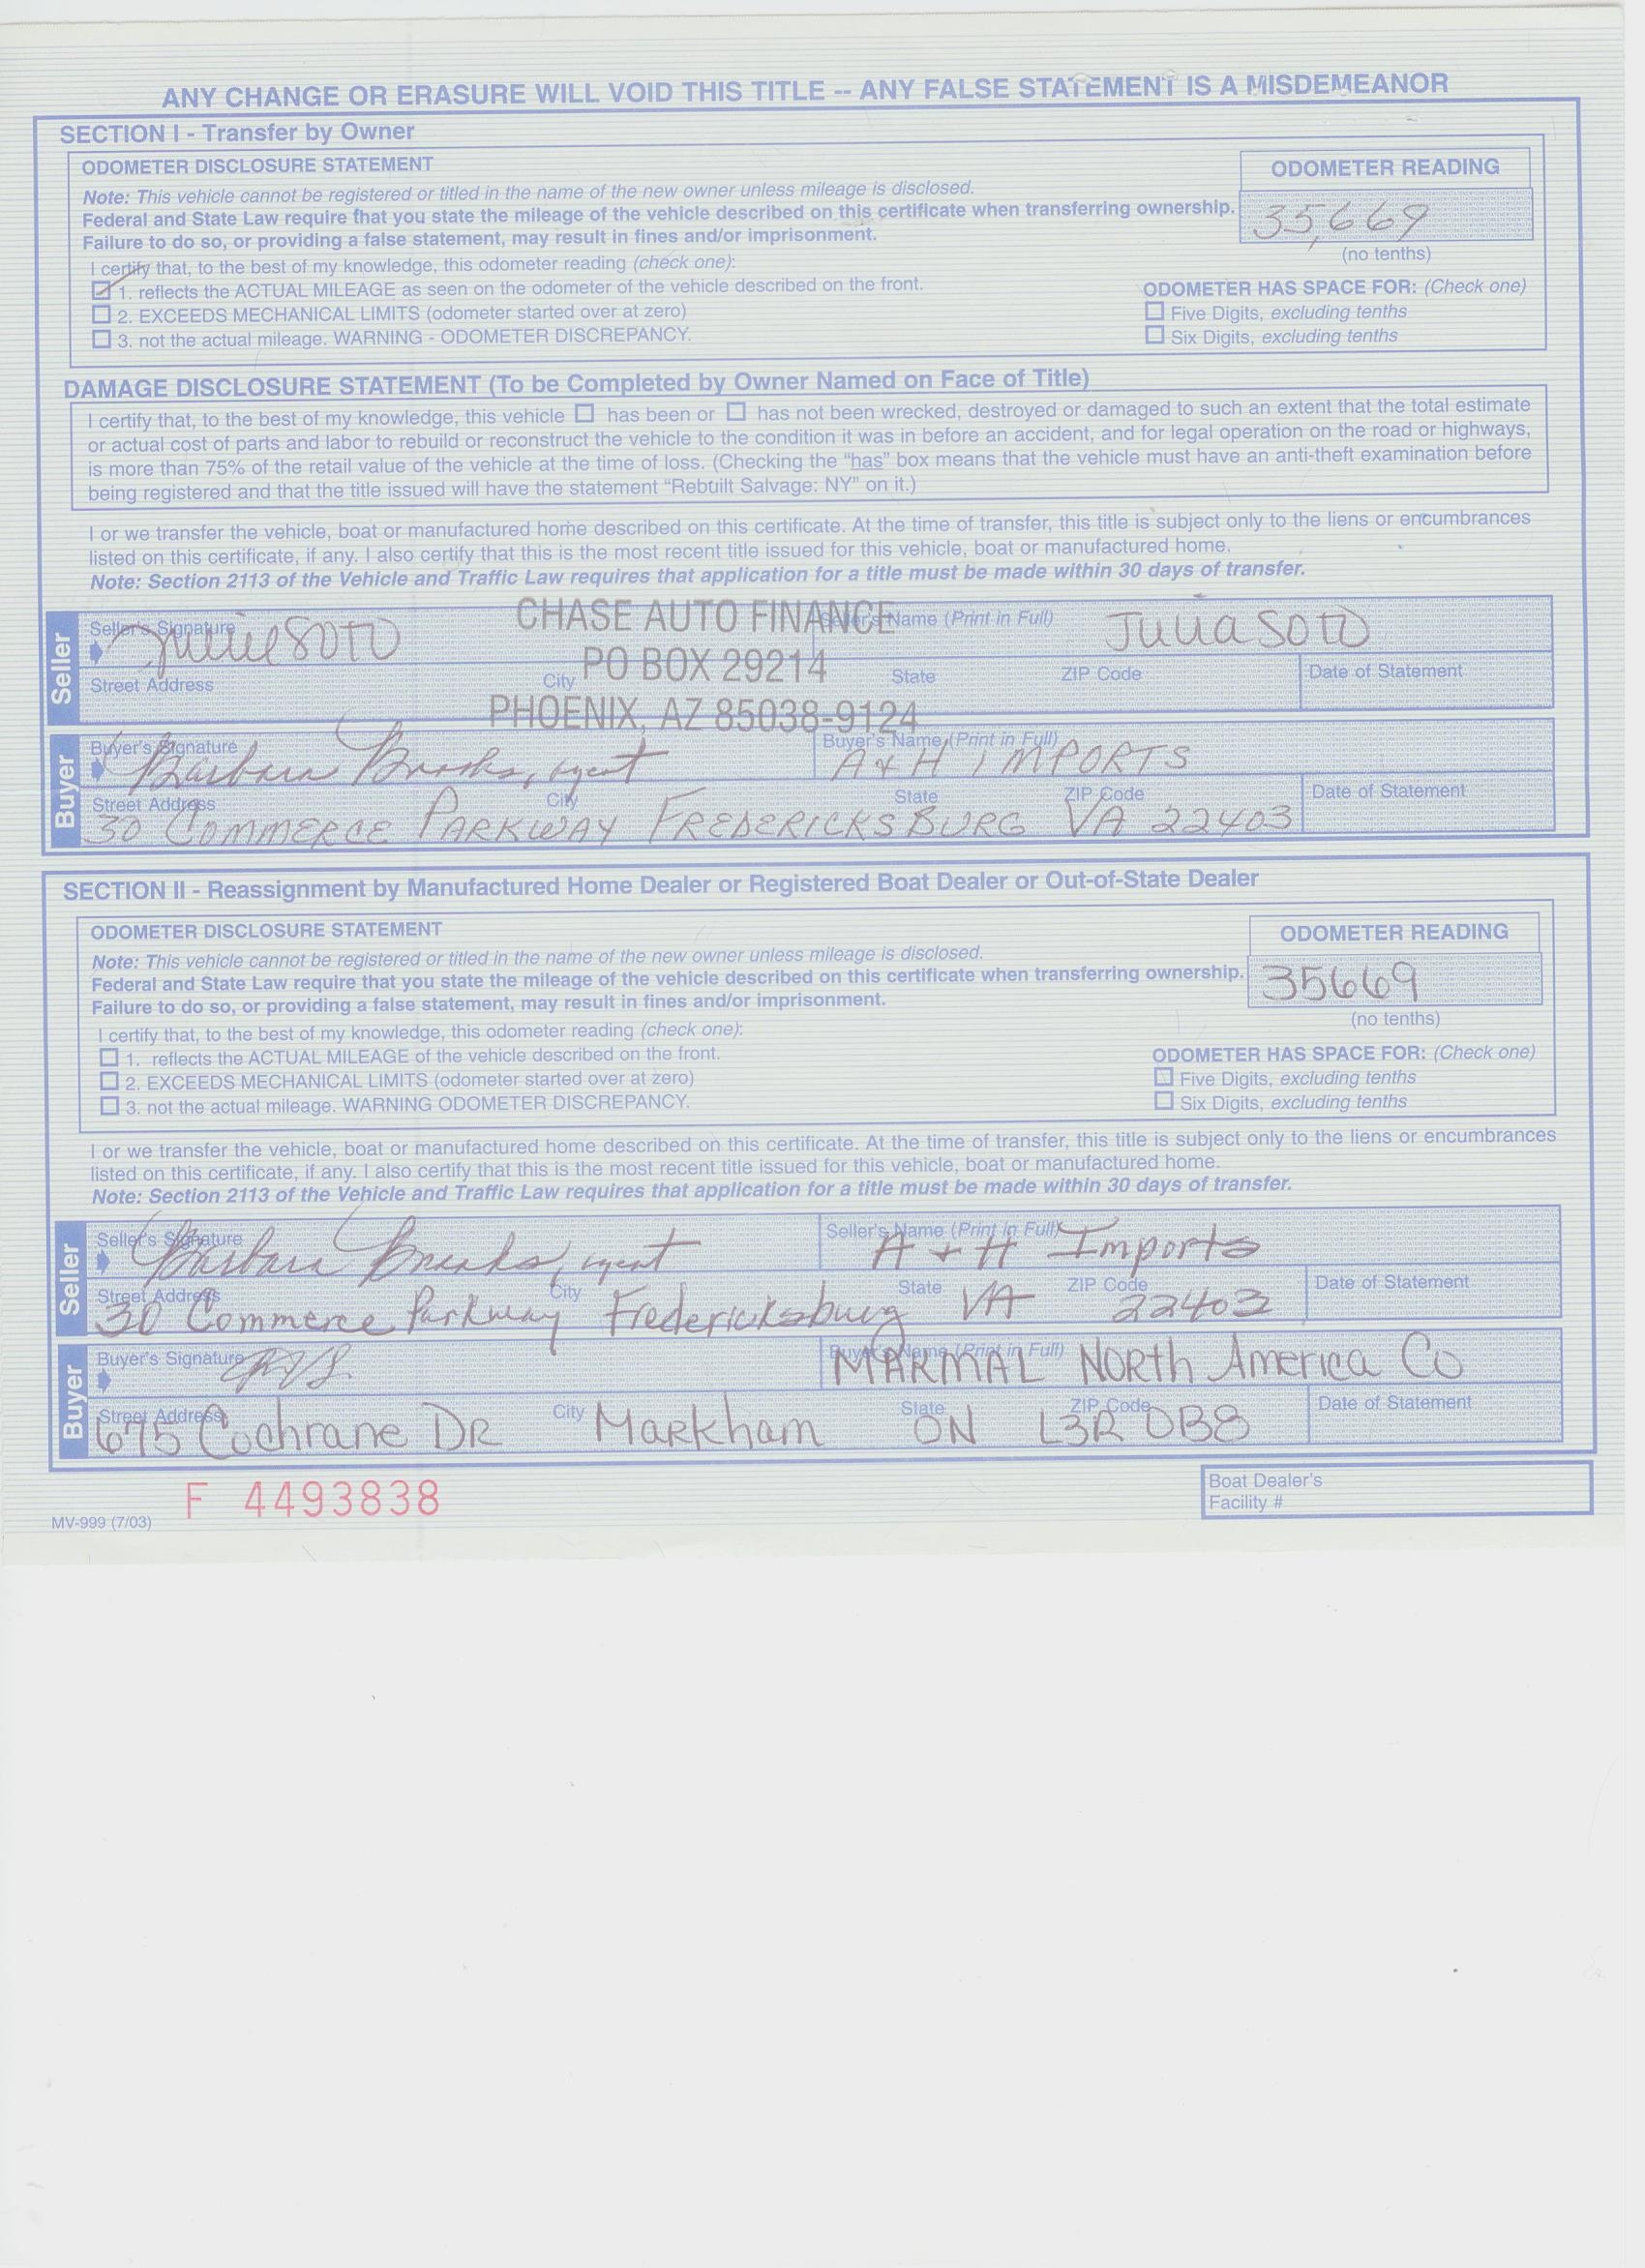 ANY CHANGE OR ERASURE WILL VOID THIS TITLE -- ANY FALSE STATEMENT IS A MISDEMEANOR
SECTION I - Transfer by Owner
ODOMETER DISCLOSURE STATEMENT
Note: This vehicle cannot be registered or titled in the name of the new owner unless mileage is disclosed.
Federal and State Law require that you state the mileage of the vehicle described on this certificate when transferring ownership.
Failure to do so, or providing a false statement, may result in fines and/or imprisonment.
ODOMETER READING
35,669
(no tenths)
I certify that, to the best of my knowledge, this odometer reading (check one):
1. reflects the ACTUAL MILEAGE as seen on the odometer of the vehicle described on the front.
2. EXCEEDS MECHANICAL LIMITS (odometer started over at zero)
3. not the actual mileage. WARNING - ODOMETER DISCREPANCY.
ODOMETER HAS SPACE FOR: (Check one)
Five Digits, excluding tenths
Six Digits, excluding tenths
DAMAGE DISCLOSURE STATEMENT (To be Completed by Owner Named on Face of Title)
I certify that, to the best of my knowledge, this vehicle has been or has not been wrecked, destroyed or damaged to such an extent that the total estimate
or actual cost of parts and labor to rebuild or reconstruct the vehicle to the condition it was in before an accident, and for legal operation on the road or highways,
is more than 75% of the retail value of the vehicle at the time of loss. (Checking the “has” box means that the vehicle must have an anti-theft examination before
being registered and that the title issued will have the statement “Rebuilt Salvage: NY” on it.)
I or we transfer the vehicle, boat or manufactured home described on this certificate. At the time of transfer, this title is subject only to the liens or encumbrances
listed on this certificate, if any. I also certify that this is the most recent title issued for this vehicle, boat or manufactured home.
Note: Section 2113 of the Vehicle and Traffic Law requires that application for a title must be made within 30 days of transfer.
CHASE AUTO FINANCE
PO BOX 29214
PHOENIX, AZ 85038-9124
Seller
Seller's Signature Seller's Name (Print in Full)
Soto Julia Soto
Street Address City State ZIP Code Date of Statement
Buyer
Buyer's Signature Buyer's Name (Print in Full)
Barbara Brooks, agent A & H IMPORTS
Street Address City State ZIP Code Date of Statement
30 COMMERCE PARKWAY FREDERICKSBURG VA 22403
SECTION II - Reassignment by Manufactured Home Dealer or Registered Boat Dealer or Out-of-State Dealer
ODOMETER DISCLOSURE STATEMENT
Note: This vehicle cannot be registered or titled in the name of the new owner unless mileage is disclosed.
Federal and State Law require that you state the mileage of the vehicle described on this certificate when transferring ownership.
Failure to do so, or providing a false statement, may result in fines and/or imprisonment.
ODOMETER READING
35669
(no tenths)
I certify that, to the best of my knowledge, this odometer reading (check one):
1. reflects the ACTUAL MILEAGE of the vehicle described on the front.
2. EXCEEDS MECHANICAL LIMITS (odometer started over at zero)
3. not the actual mileage. WARNING ODOMETER DISCREPANCY.
ODOMETER HAS SPACE FOR: (Check one)
Five Digits, excluding tenths
Six Digits, excluding tenths
I or we transfer the vehicle, boat or manufactured home described on this certificate. At the time of transfer, this title is subject only to the liens or encumbrances
listed on this certificate, if any. I also certify that this is the most recent title issued for this vehicle, boat or manufactured home.
Note: Section 2113 of the Vehicle and Traffic Law requires that application for a title must be made within 30 days of transfer.
Seller
Seller's Signature Seller's Name (Print in Full)
Barbara Brooks, agent A + H Imports
Street Address City State ZIP Code Date of Statement
30 Commerce Parkway Fredericksburg VA 22403
Buyer
Buyer's Signature Buyer's Name (Print in Full)
MARMAL NORTH America Co
Street Address City State ZIP Code Date of Statement
675 Cochrane DR Markham ON L3R 0B8
F 4493838
MV-999 (7/03)
Boat Dealer's
Facility #